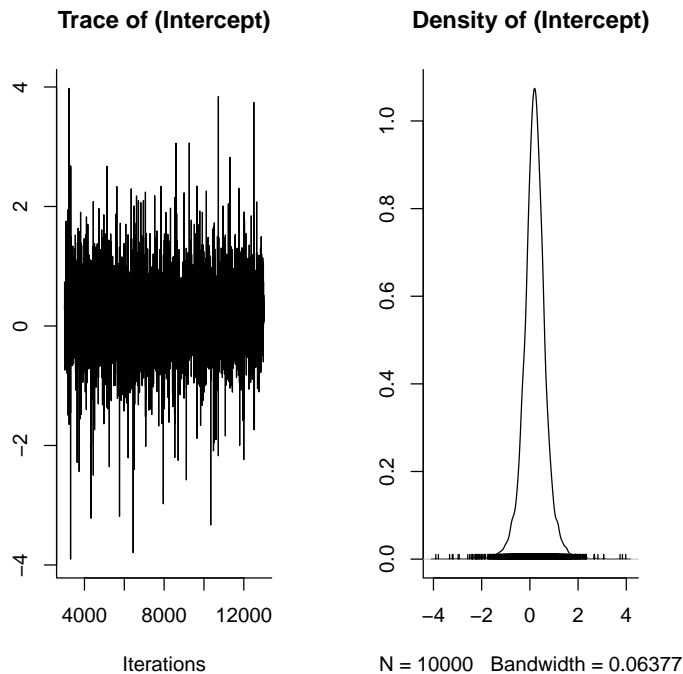 Trace of (Intercept)
4
2
0
−2
−4
4000 8000 12000
Iterations
Density of (Intercept)
1.0
0.8
0.6
0.4
0.2
0.0
−4 −2 0 2 4
N = 10000 Bandwidth = 0.06377